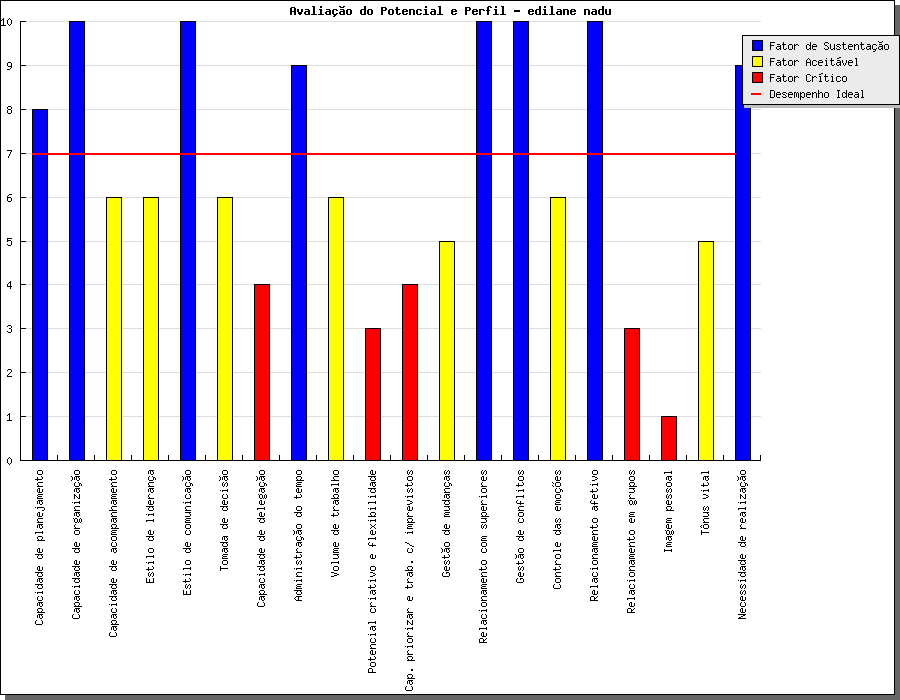 Avaliação do Potencial e Perfil - edilane nadu
Fator de Sustentação
Fator Aceitável
Fator Crítico
Desempenho Ideal
10
9
8
7
6
5
4
3
2
1
0
Capacidade de planejamento
Capacidade de organização
Capacidade de acompanhamento
Estilo de liderança
Estilo de comunicação
Tomada de decisão
Capacidade de delegação
Administração do tempo
Volume de trabalho
Potencial criativo e flexibilidade
Cap. priorizar e trab. c/ imprevistos
Gestão de mudanças
Relacionamento com superiores
Gestão de conflitos
Controle das emoções
Relacionamento afetivo
Relacionamento em grupos
Imagem pessoal
Tônus vital
Necessidade de realização